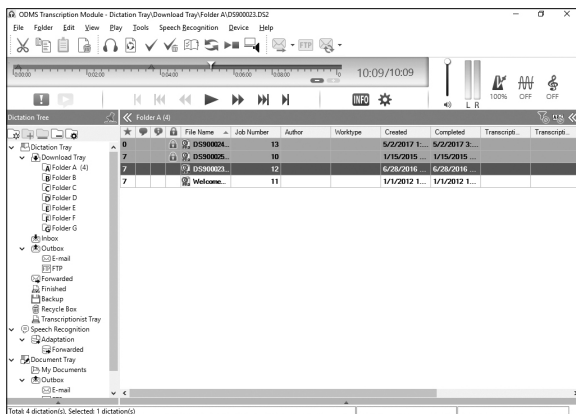 ODMS Transcription Module - Dictation Tray\Download Tray\Folder A\DS900023.DS2
File Folder Edit View Play Tools Speech Recognition Device Help
FTP
0:00:00 0:02:00 0:04:00 0:06:00 0:08:00 10:09/10:09
INFO 100% OFF OFF
L R
Dictation Tree Folder A (4)
File Name Job Number Author Worktype Created Completed Transcripti... Transcripti...
Dictation Tray
Download Tray
Folder A (4)
Folder B
Folder C
Folder D
Folder E
Folder F
Folder G
Inbox
Outbox
E-mail
FTP
Forwarded
Finished
Backup
Recycle Box
Transcriptionist Tray
Speech Recognition
Adaptation
Forwarded
Document Tray
My Documents
Outbox
E-mail
0 DS900024... 13 5/2/2017 1:... 5/2/2017 3:...
7 DS900025... 10 1/15/2015 ... 1/15/2015 ...
7 DS900023... 12 6/28/2016 ... 6/28/2016 ...
7 Welcome... 11 1/1/2012 1... 1/1/2012 1...
Total: 4 dictation(s), Selected: 1 dictation(s)